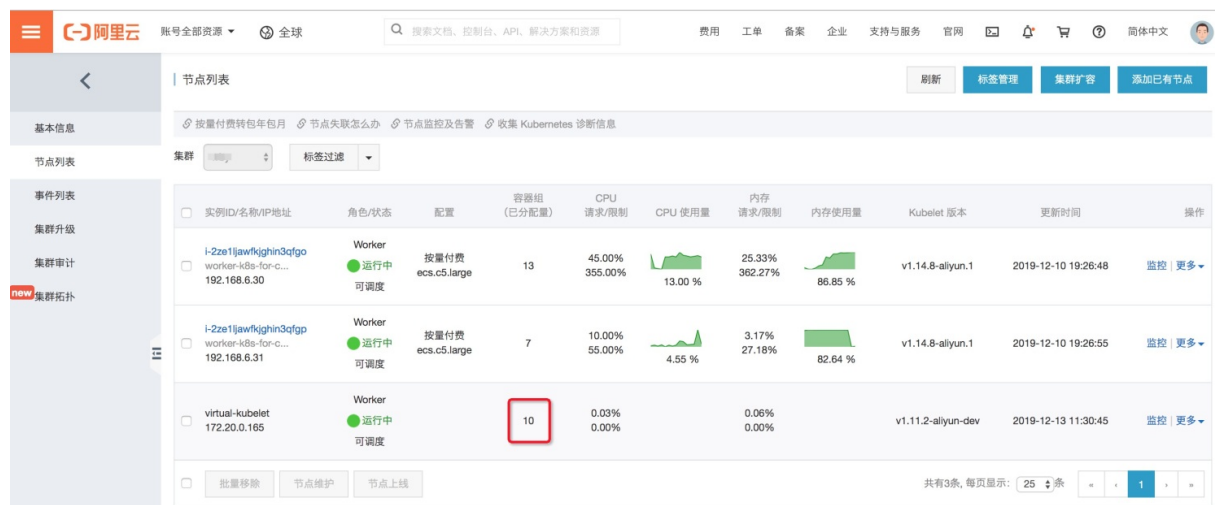 阿里云 账号全部资源 全球 搜索文档、控制台、API、解决方案和资源 费用 工单 备案 企业 支持与服务 官网 简体中文
节点列表 刷新 标签管理 集群扩容 添加已有节点
基本信息
节点列表
事件列表
集群升级
集群审计
new 集群拓扑
按量付费转包年包月 节点失联怎么办 节点监控及告警 收集 Kubernetes 诊断信息
集群 标签过滤
实例ID/名称/IP地址 角色/状态 配置 容器组 (已分配量) CPU 请求/限制 CPU 使用量 内存 请求/限制 内存使用量 Kubelet 版本 更新时间 操作
i-2ze1ljawfkjghin3qfgo
worker-k8s-for-c...
192.168.6.30
Worker
运行中
可调度
按量付费
ecs.c5.large
13
45.00%
355.00%
13.00 %
25.33%
362.27%
86.85 %
v1.14.8-aliyun.1
2019-12-10 19:26:48
监控 更多
i-2ze1ljawfkjghin3qfgp
worker-k8s-for-c...
192.168.6.31
Worker
运行中
可调度
按量付费
ecs.c5.large
7
10.00%
55.00%
4.55 %
3.17%
27.18%
82.64 %
v1.14.8-aliyun.1
2019-12-10 19:26:55
监控 更多
virtual-kubelet
172.20.0.165
Worker
运行中
可调度
10
0.03%
0.00%
0.06%
0.00%
v1.11.2-aliyun-dev
2019-12-13 11:30:45
监控 更多
批量移除 节点维护 节点上线 共有3条, 每页显示: 25 条 « ‹ 1 › »